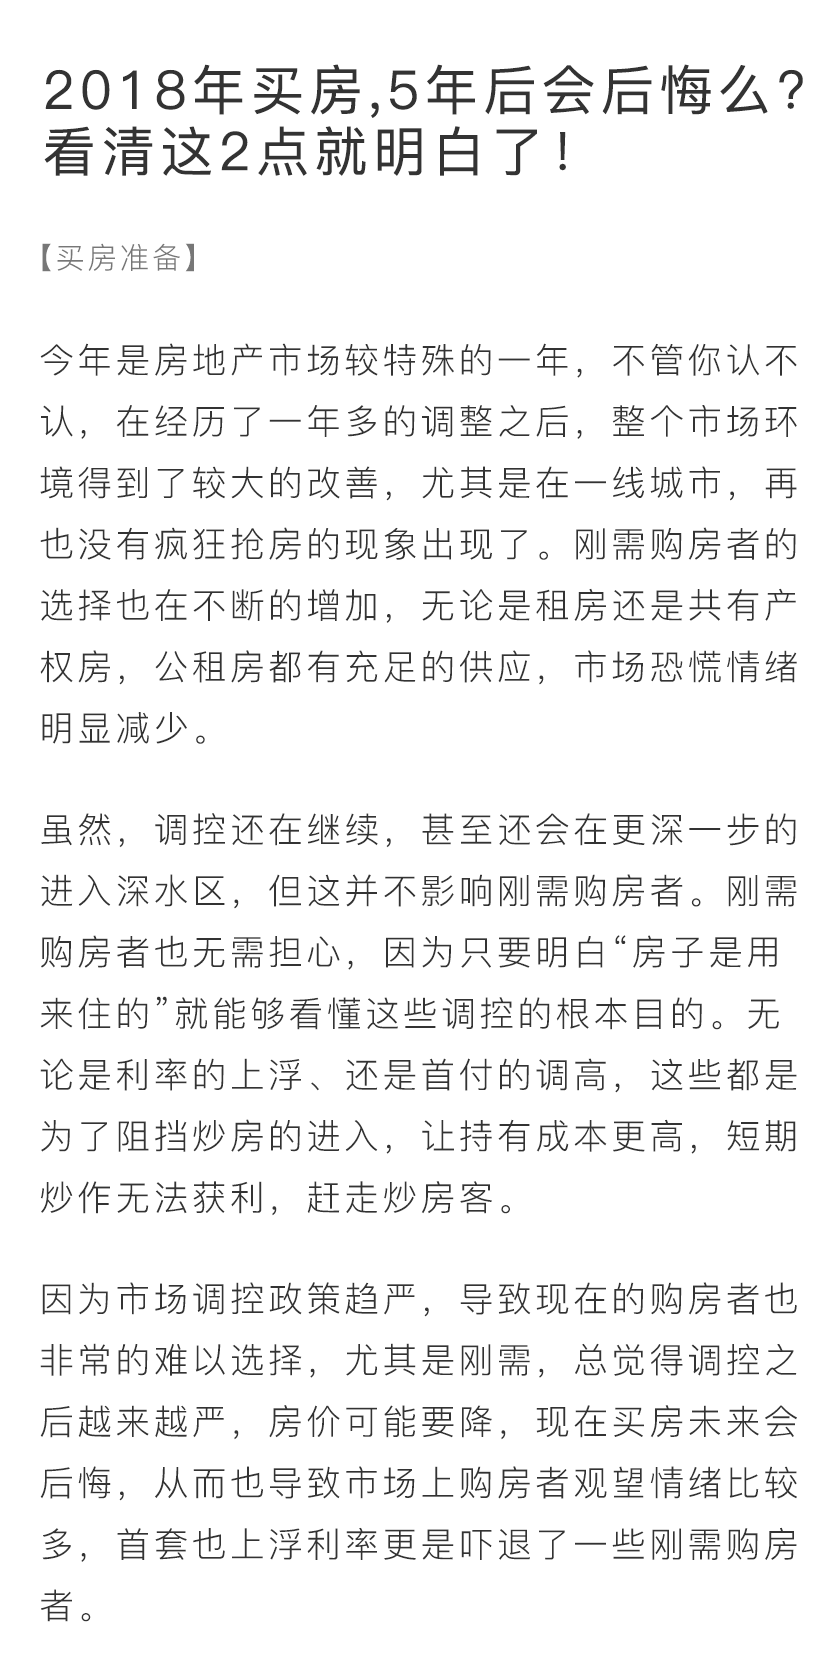 2018年买房,5年后会后悔么?
看清这2点就明白了!
【买房准备】
今年是房地产市场较特殊的一年，不管你认不
认，在经历了一年多的调整之后，整个市场环
境得到了较大的改善，尤其是在一线城市，再
也没有疯狂抢房的现象出现了。刚需购房者的
选择也在不断的增加，无论是租房还是共有产
权房，公租房都有充足的供应，市场恐慌情绪
明显减少。
虽然，调控还在继续，甚至还会在更深一步的
进入深水区，但这并不影响刚需购房者。刚需
购房者也无需担心，因为只要明白“房子是用
来住的”就能够看懂这些调控的根本目的。无
论是利率的上浮、还是首付的调高，这些都是
为了阻挡炒房的进入，让持有成本更高，短期
炒作无法获利，赶走炒房客。
因为市场调控政策趋严，导致现在的购房者也
非常的难以选择，尤其是刚需，总觉得调控之
后越来越严，房价可能要降，现在买房未来会
后悔，从而也导致市场上购房者观望情绪比较
多，首套也上浮利率更是吓退了一些刚需购房
者。